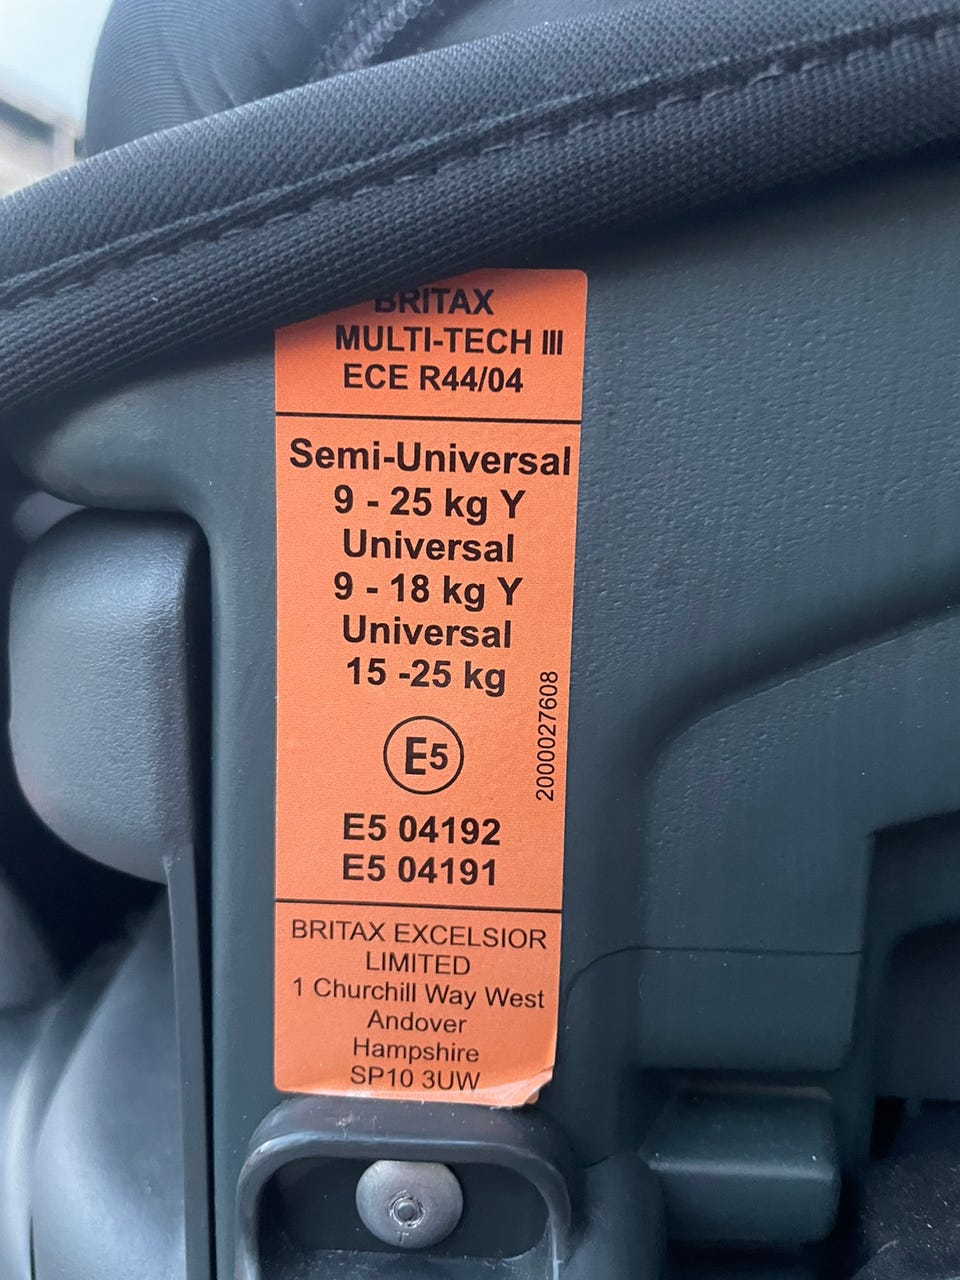 BRITAX
MULTI-TECH III
ECE R44/04
Semi-Universal
9 - 25 kg Y
Universal
9 - 18 kg Y
Universal
15 -25 kg
2000027608
E5
E5 04192
E5 04191
BRITAX EXCELSIOR
LIMITED
1 Churchill Way West
Andover
Hampshire
SP10 3UW